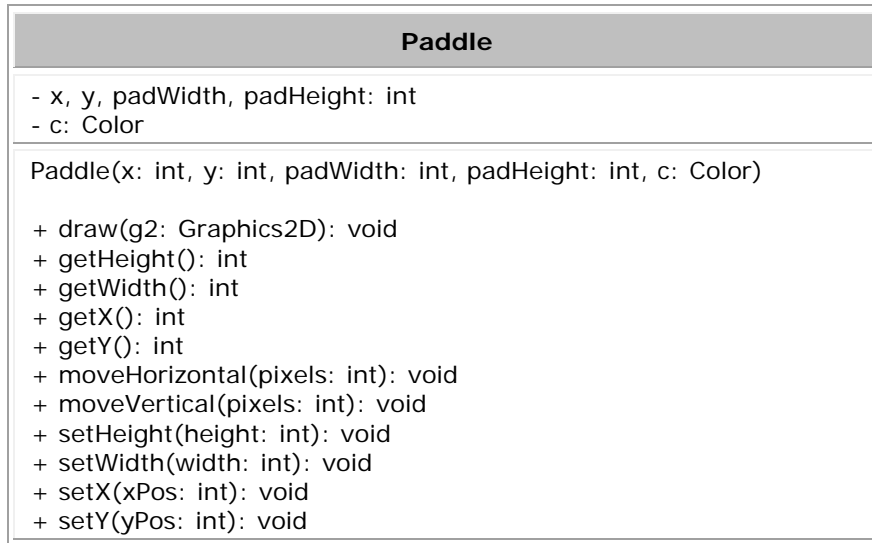 Paddle
- x, y, padWidth, padHeight: int
- c: Color
Paddle(x: int, y: int, padWidth: int, padHeight: int, c: Color)
+ draw(g2: Graphics2D): void
+ getHeight(): int
+ getWidth(): int
+ getX(): int
+ getY(): int
+ moveHorizontal(pixels: int): void
+ moveVertical(pixels: int): void
+ setHeight(height: int): void
+ setWidth(width: int): void
+ setX(xPos: int): void
+ setY(yPos: int): void